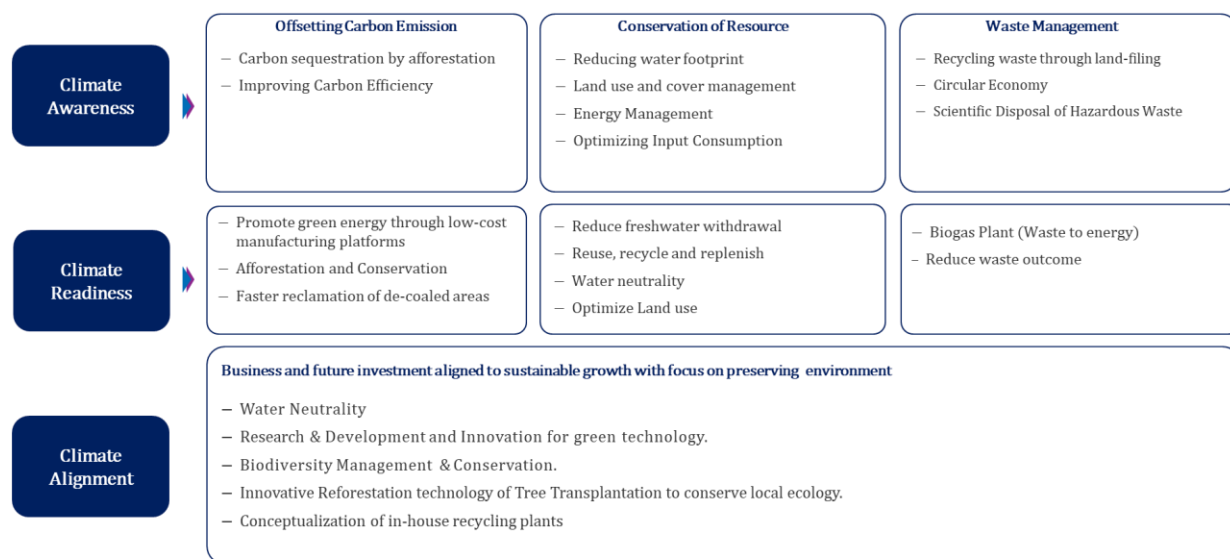 Climate
Awareness
Offsetting Carbon Emission
– Carbon sequestration by afforestation
– Improving Carbon Efficiency
Conservation of Resource
– Reducing water footprint
– Land use and cover management
– Energy Management
– Optimizing Input Consumption
Waste Management
– Recycling waste through land-filing
– Circular Economy
– Scientific Disposal of Hazardous Waste
Climate
Readiness
– Promote green energy through low-cost
manufacturing platforms
– Afforestation and Conservation
– Faster reclamation of de-coaled areas
– Reduce freshwater withdrawal
– Reuse, recycle and replenish
– Water neutrality
– Optimize Land use
– Biogas Plant (Waste to energy)
– Reduce waste outcome
Climate
Alignment
Business and future investment aligned to sustainable growth with focus on preserving environment
– Water Neutrality
– Research & Development and Innovation for green technology.
– Biodiversity Management & Conservation.
– Innovative Reforestation technology of Tree Transplantation to conserve local ecology.
– Conceptualization of in-house recycling plants